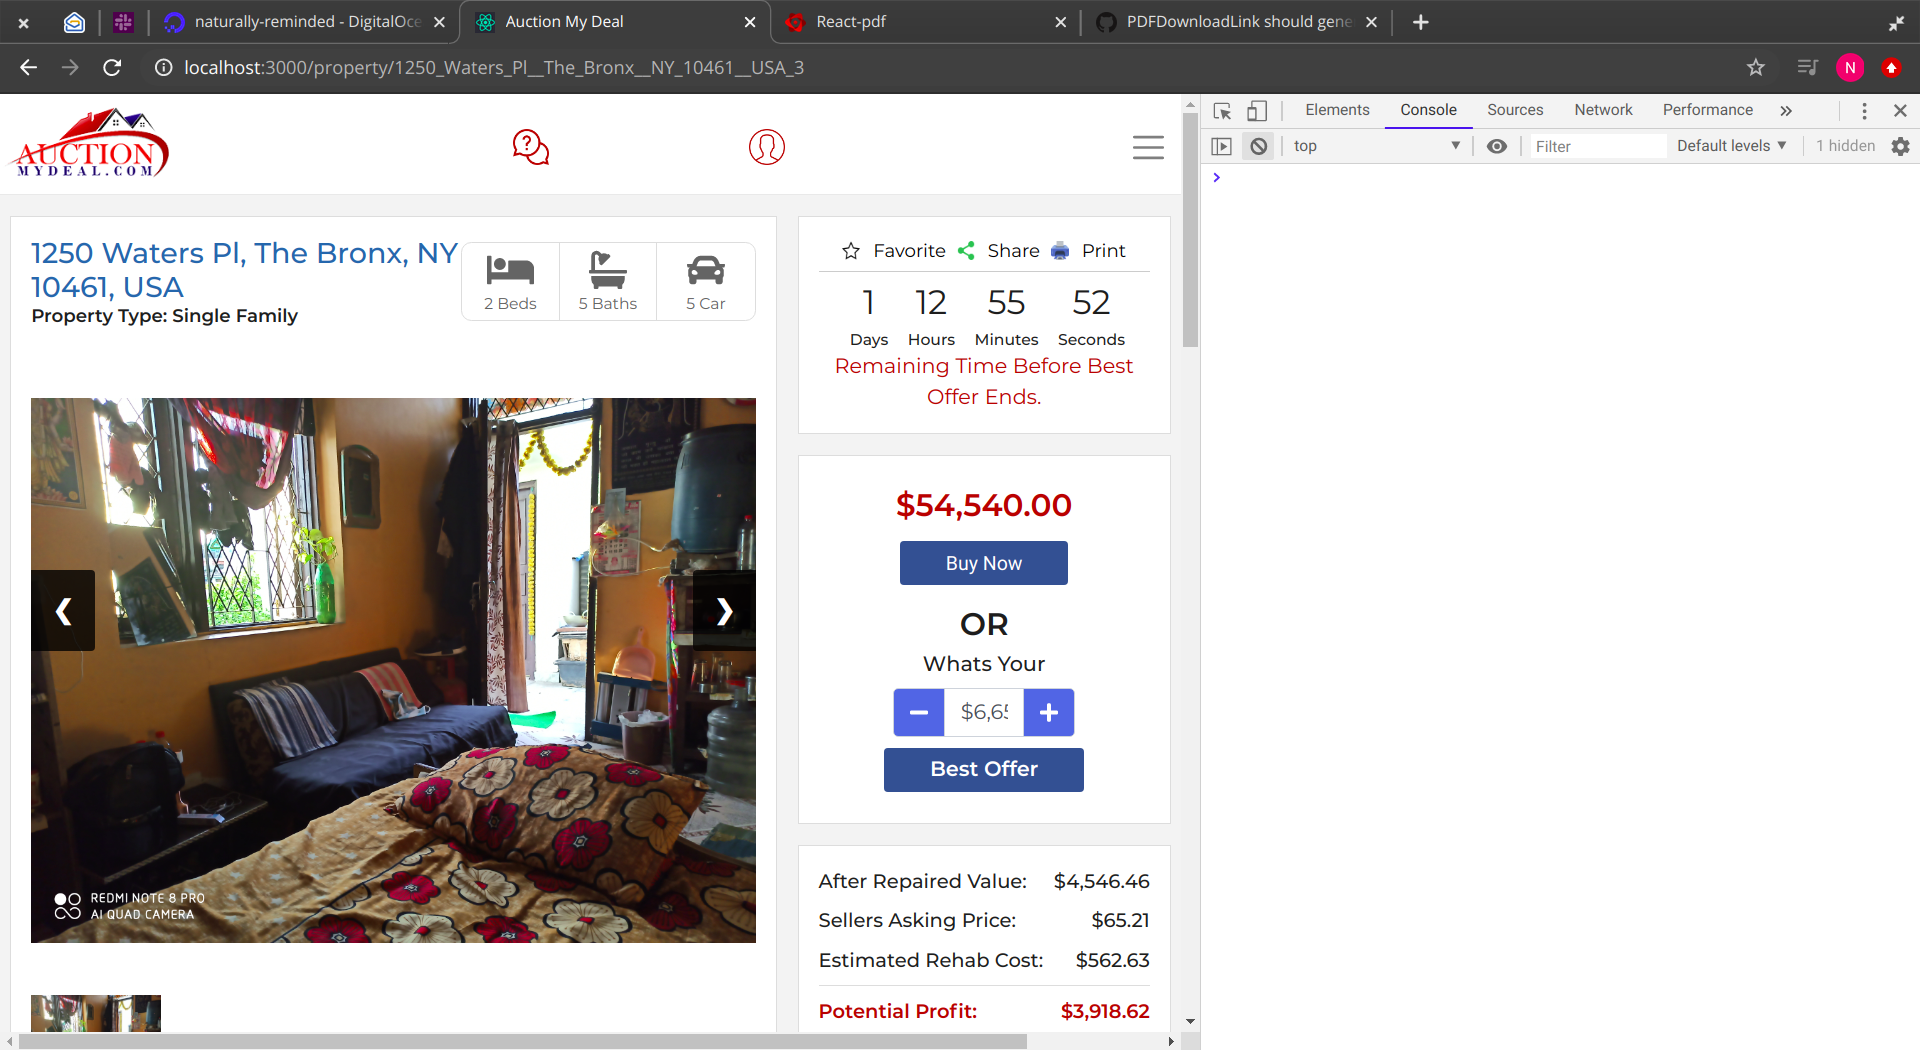 naturally-reminded - DigitalOce
Auction My Deal
React-pdf
PDFDownloadLink should gene
localhost:3000/property/1250_Waters_Pl__The_Bronx__NY_10461__USA_3
N
AUCTION
MYDEAL.COM
Elements
Console
Sources
Network
Performance
top
Filter
Default levels
1 hidden
1250 Waters Pl, The Bronx, NY
10461, USA
Property Type: Single Family
2 Beds
5 Baths
5 Car
REDMI NOTE 8 PRO
AI QUAD CAMERA
Favorite
Share
Print
1
12
55
52
Days
Hours
Minutes
Seconds
Remaining Time Before Best
Offer Ends.
$54,540.00
Buy Now
OR
Whats Your
$6,65
Best Offer
After Repaired Value: $4,546.46
Sellers Asking Price: $65.21
Estimated Rehab Cost: $562.63
Potential Profit: $3,918.62